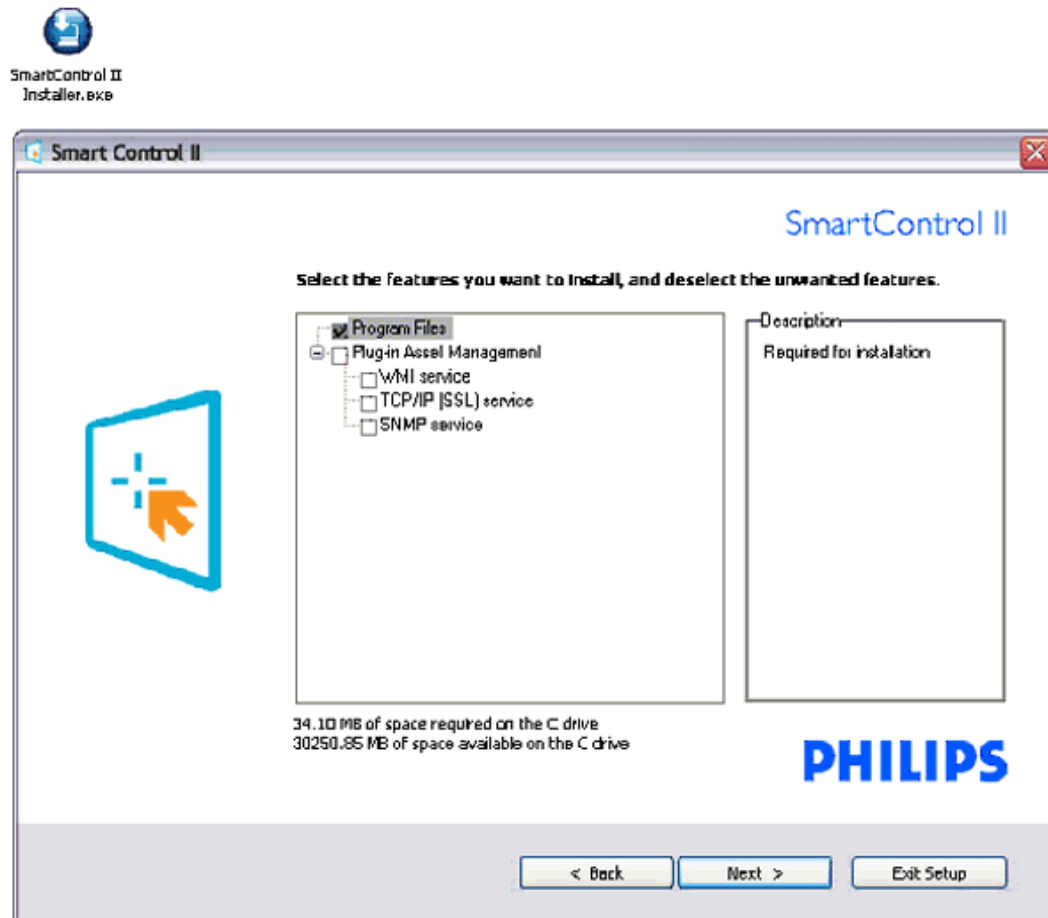 SmartControl II
Installer.exe
Smart Control II
SmartControl II
Select the features you want to install, and deselect the unwanted features.
Program Files
Plug-in Asset Management
WMI service
TCP/IP (SSL) service
SNMP service
Description
Required for installation
34.10 MB of space required on the C drive
30250.85 MB of space available on the C drive
PHILIPS
< Back
Next >
Exit Setup